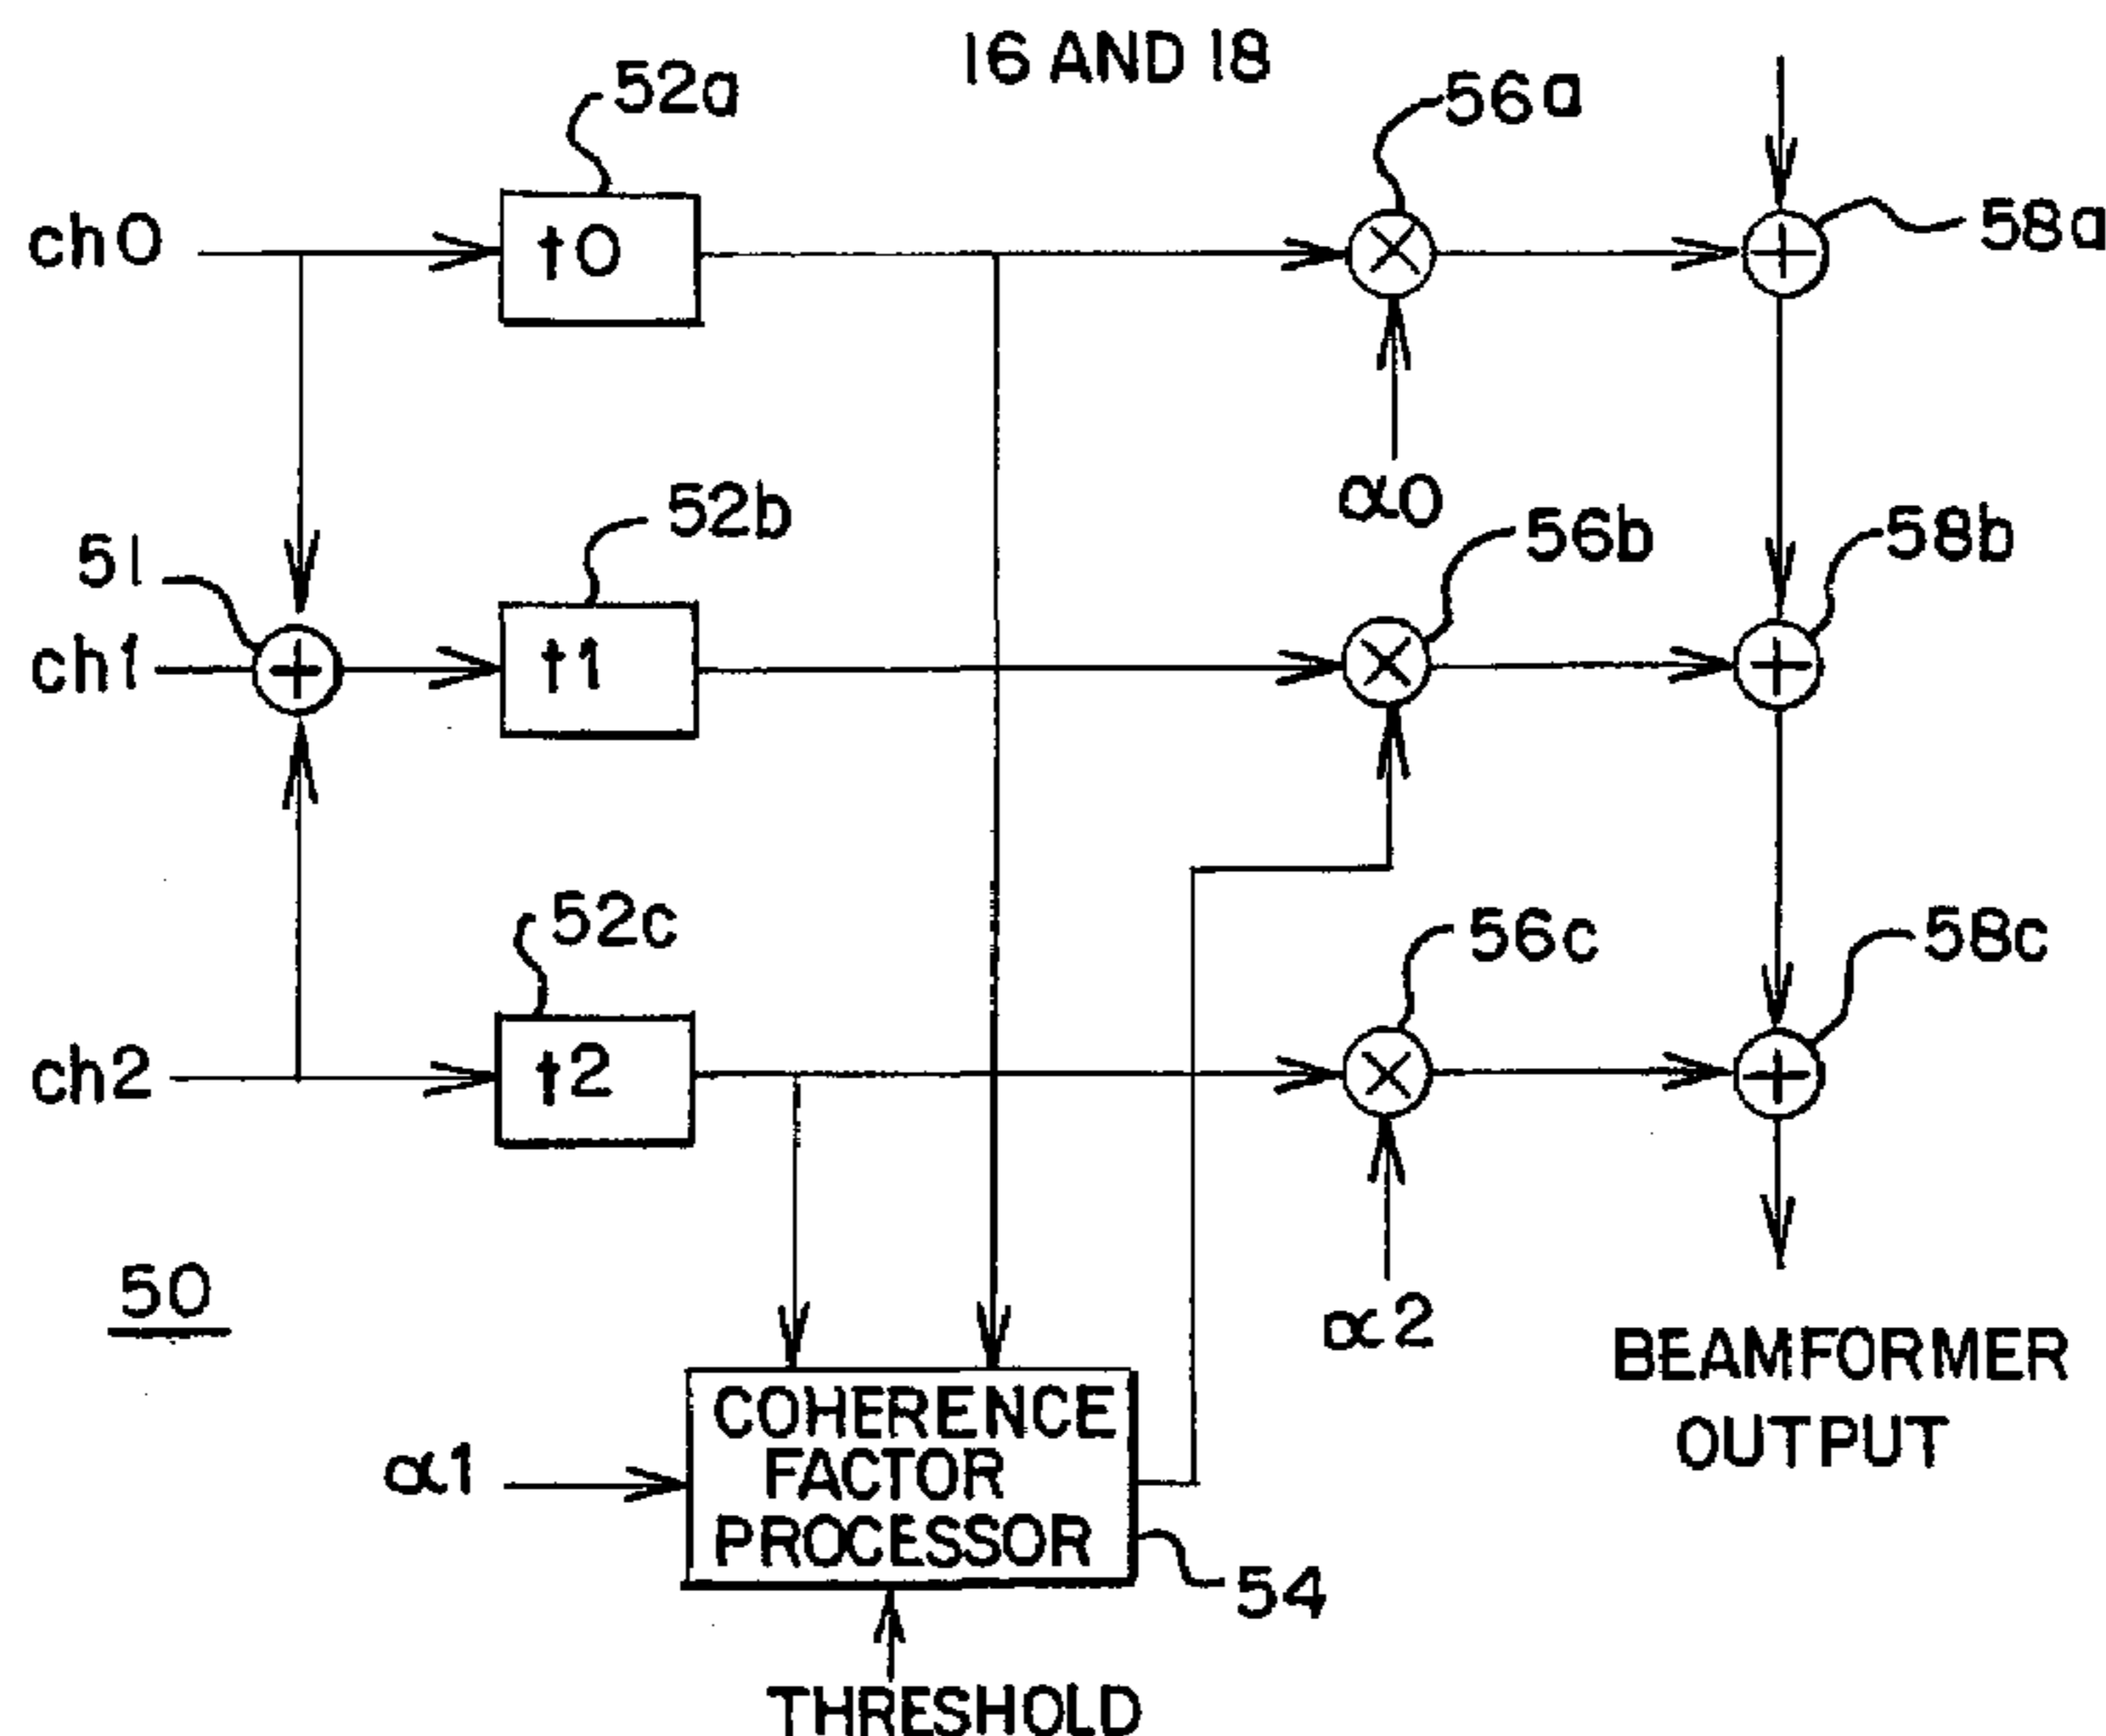 16 AND 18
52a
56a
58a
ch0
t0
α0
52b
56b
58b
51
ch1
t1
52c
56c
58c
ch2
t2
α2
50
BEAMFORMER
OUTPUT
COHERENCE
FACTOR
PROCESSOR
α1
54
THRESHOLD